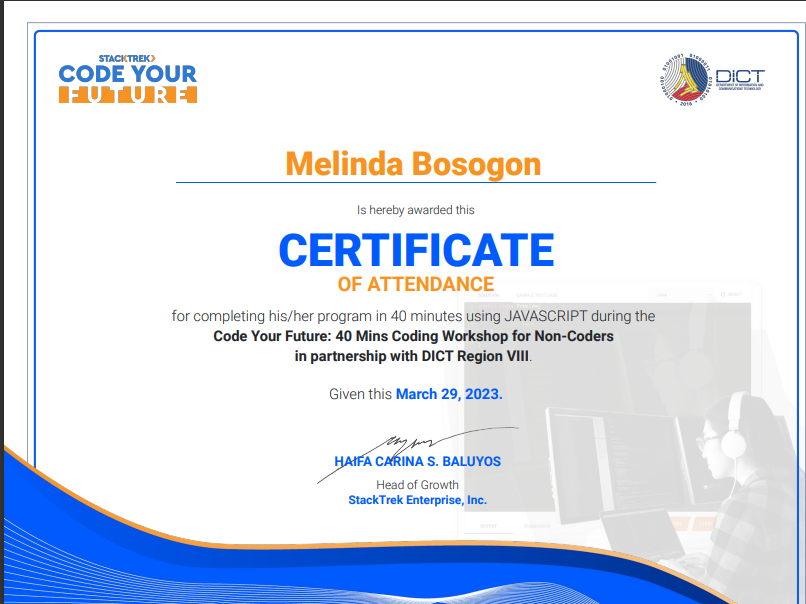 STACKTREK
CODE YOUR
FUTURE
DICT
DEPARTMENT OF INFORMATION AND
COMMUNICATIONS TECHNOLOGY
2016
Melinda Bosogon
Is hereby awarded this
CERTIFICATE
OF ATTENDANCE
for completing his/her program in 40 minutes using JAVASCRIPT during the
Code Your Future: 40 Mins Coding Workshop for Non-Coders
in partnership with DICT Region VIII.
Given this March 29, 2023.
HAIFA CARINA S. BALUYOS
Head of Growth
StackTrek Enterprise, Inc.